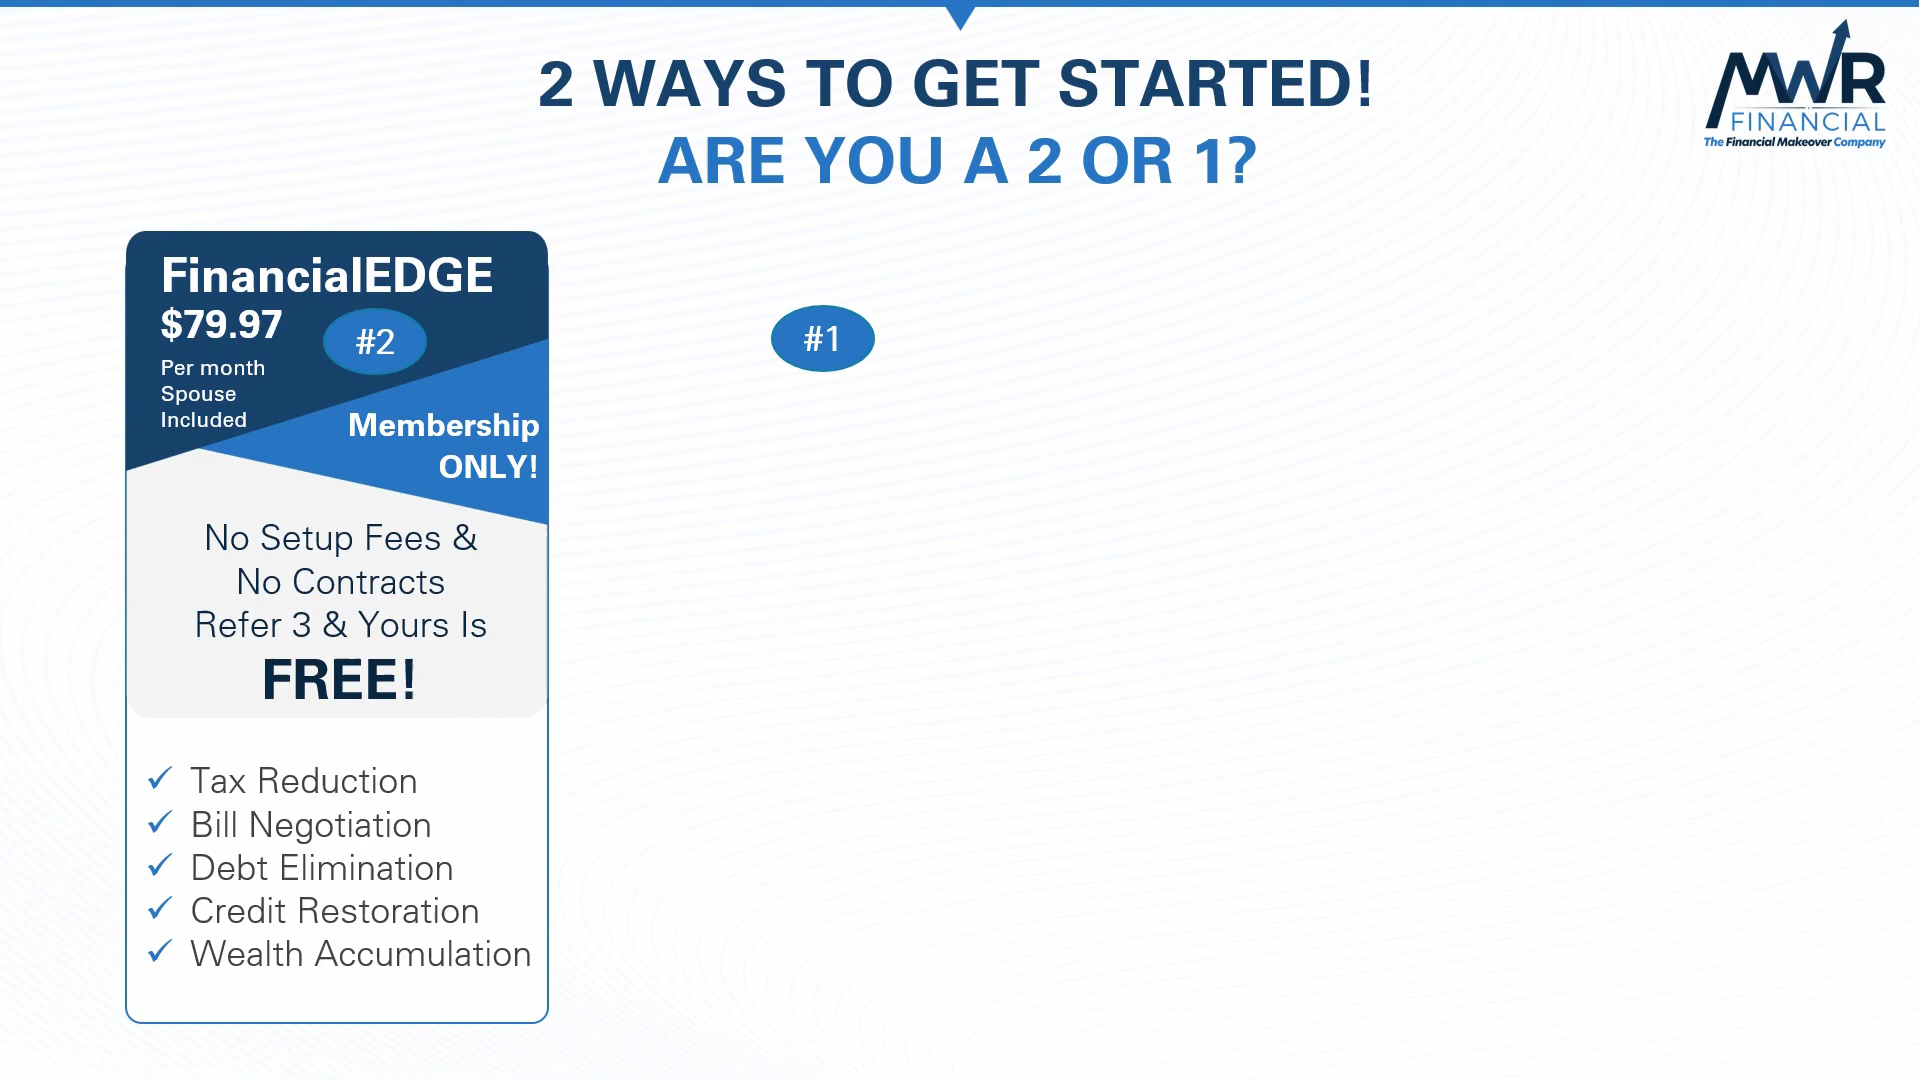 2 WAYS TO GET STARTED!
ARE YOU A 2 OR 1?
MWR
FINANCIAL
The Financial Makeover Company
FinancialEDGE
$79.97
#2
Per month
Spouse
Included
Membership
ONLY!
No Setup Fees &
No Contracts
Refer 3 & Yours Is
FREE!
✓ Tax Reduction
✓ Bill Negotiation
✓ Debt Elimination
✓ Credit Restoration
✓ Wealth Accumulation
#1